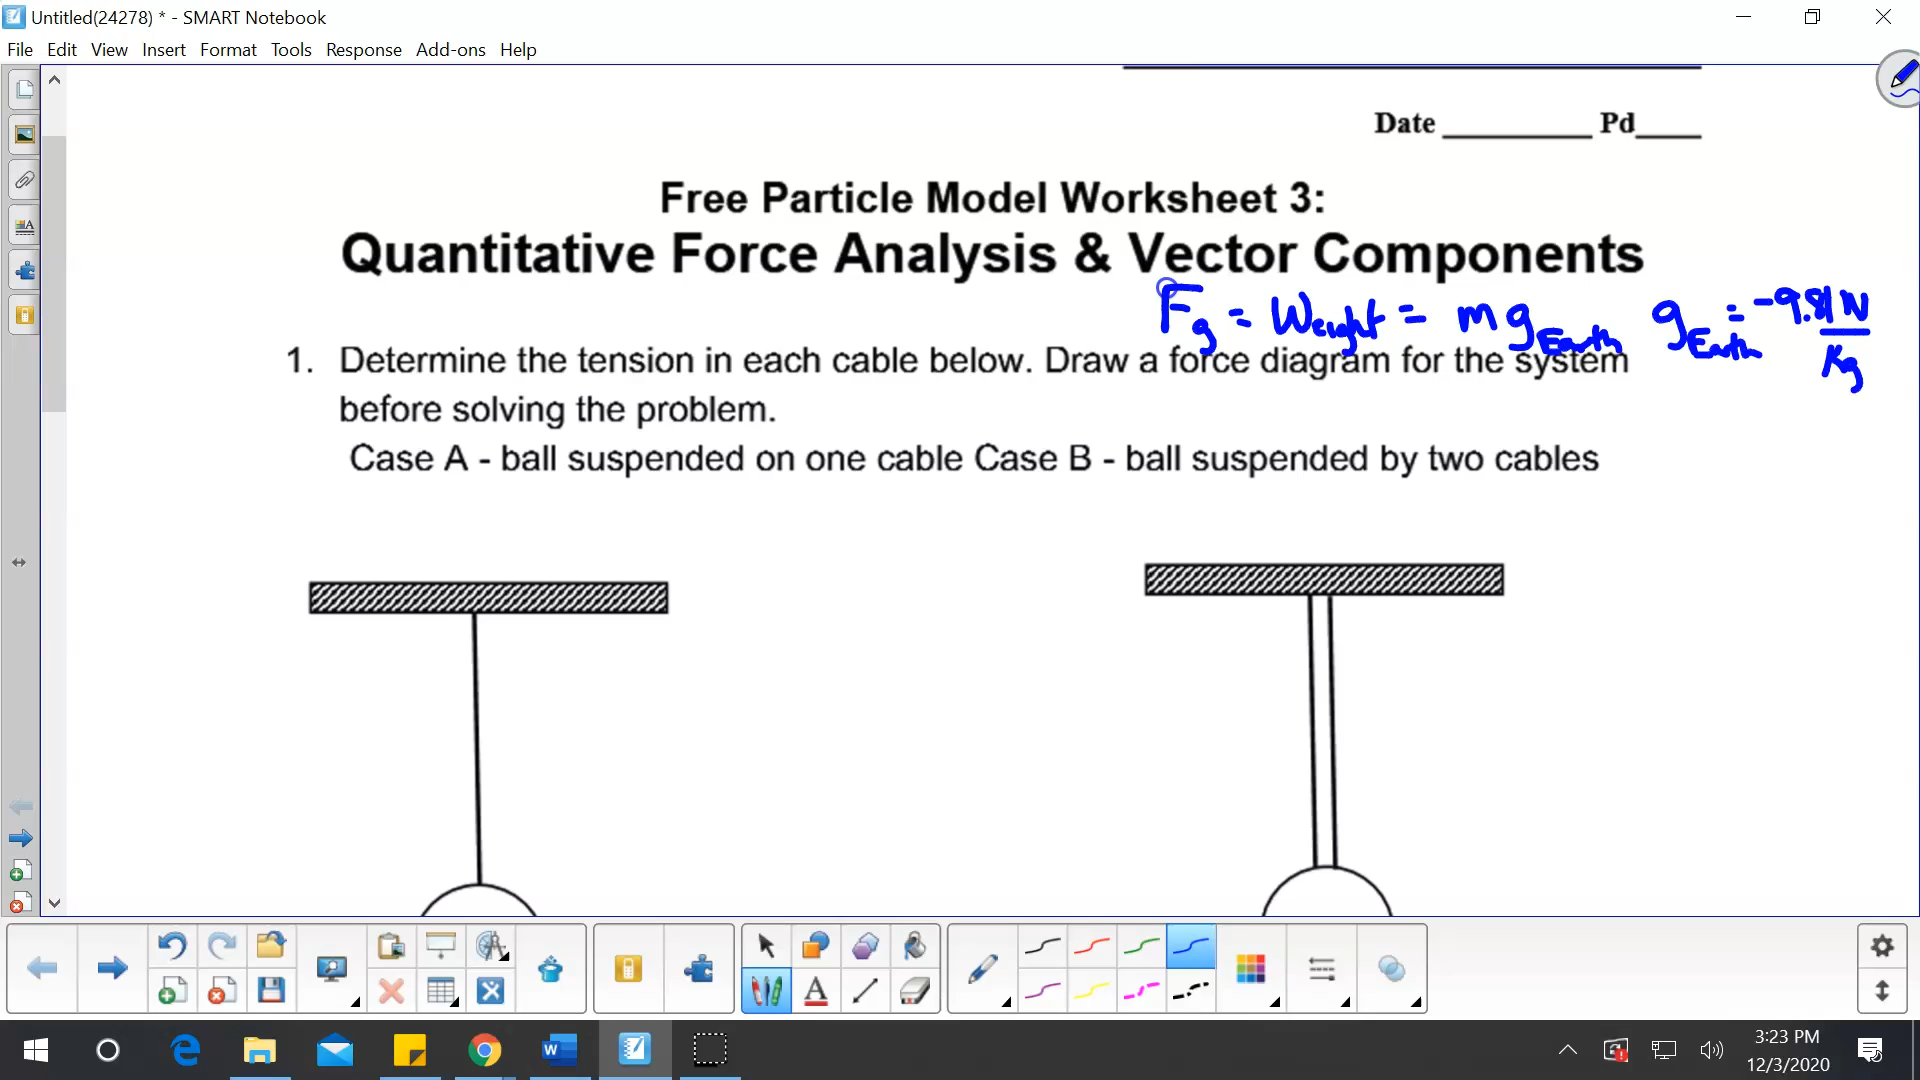 Untitled(24278) * - SMART Notebook
File Edit View Insert Format Tools Response Add-ons Help
Date __________ Pd____
Free Particle Model Worksheet 3:
Quantitative Force Analysis & Vector Components
Fg = Weight = mgEarth gEarth = -9.81 N/Kg
1. Determine the tension in each cable below. Draw a force diagram for the system
before solving the problem.
Case A - ball suspended on one cable Case B - ball suspended by two cables
3:23 PM
12/3/2020